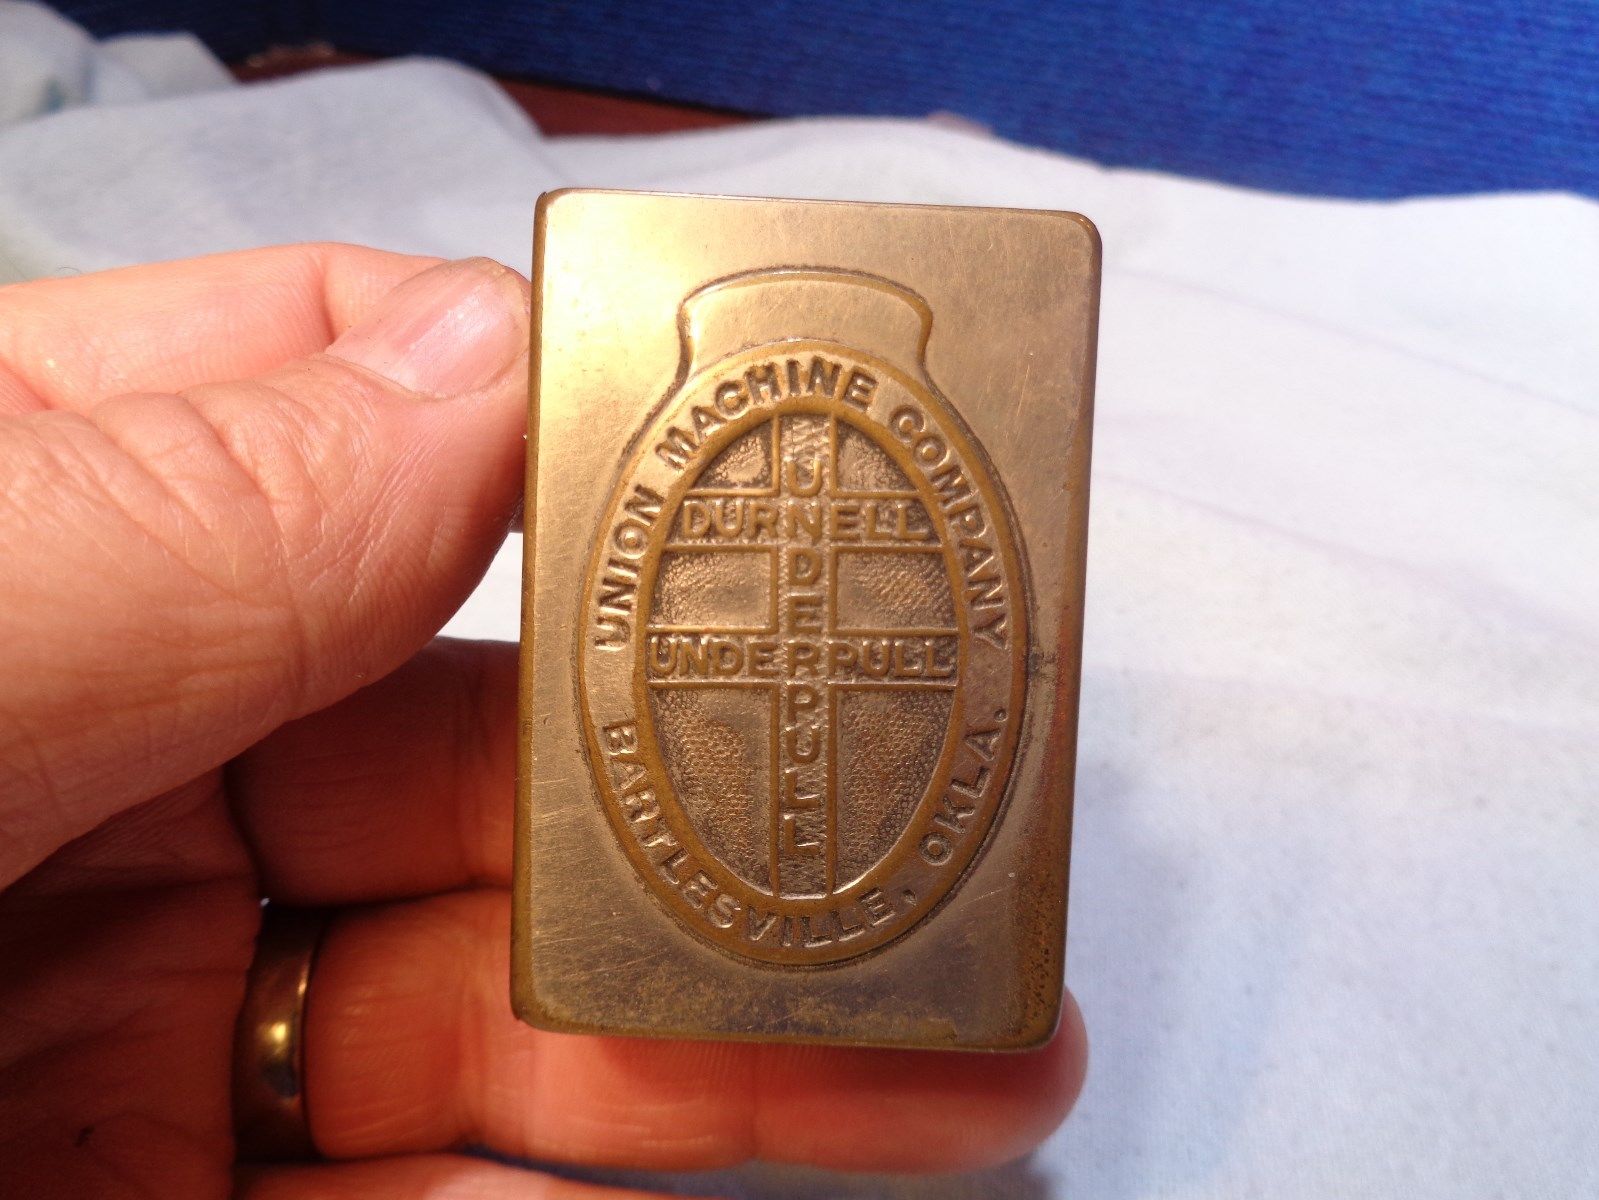 UNION MACHINE COMPANY
DURNELL
UNDERPULL
UNDERPULL
BARTLESVILLE, OKLA.